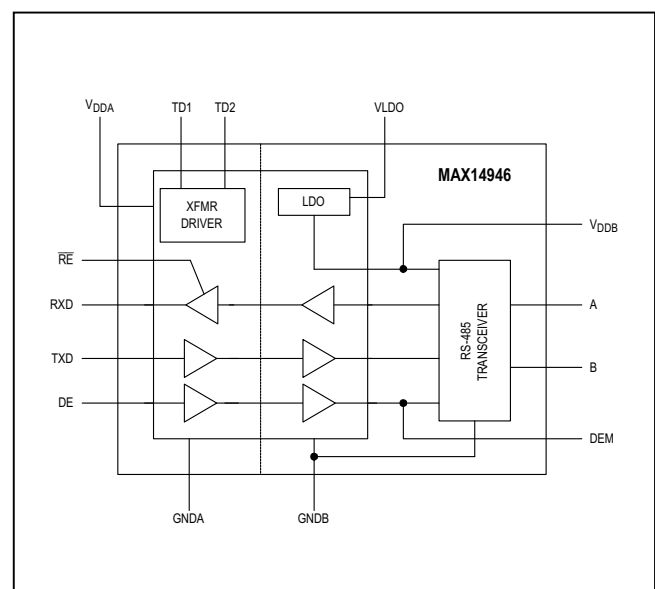 VDDA TD1 TD2 VLDO
MAX14946
XFMR
DRIVER
LDO
VDDB
RE
RXD
A
RS-485
TRANSCEIVER
TXD
B
DE
DEM
GNDA GNDB